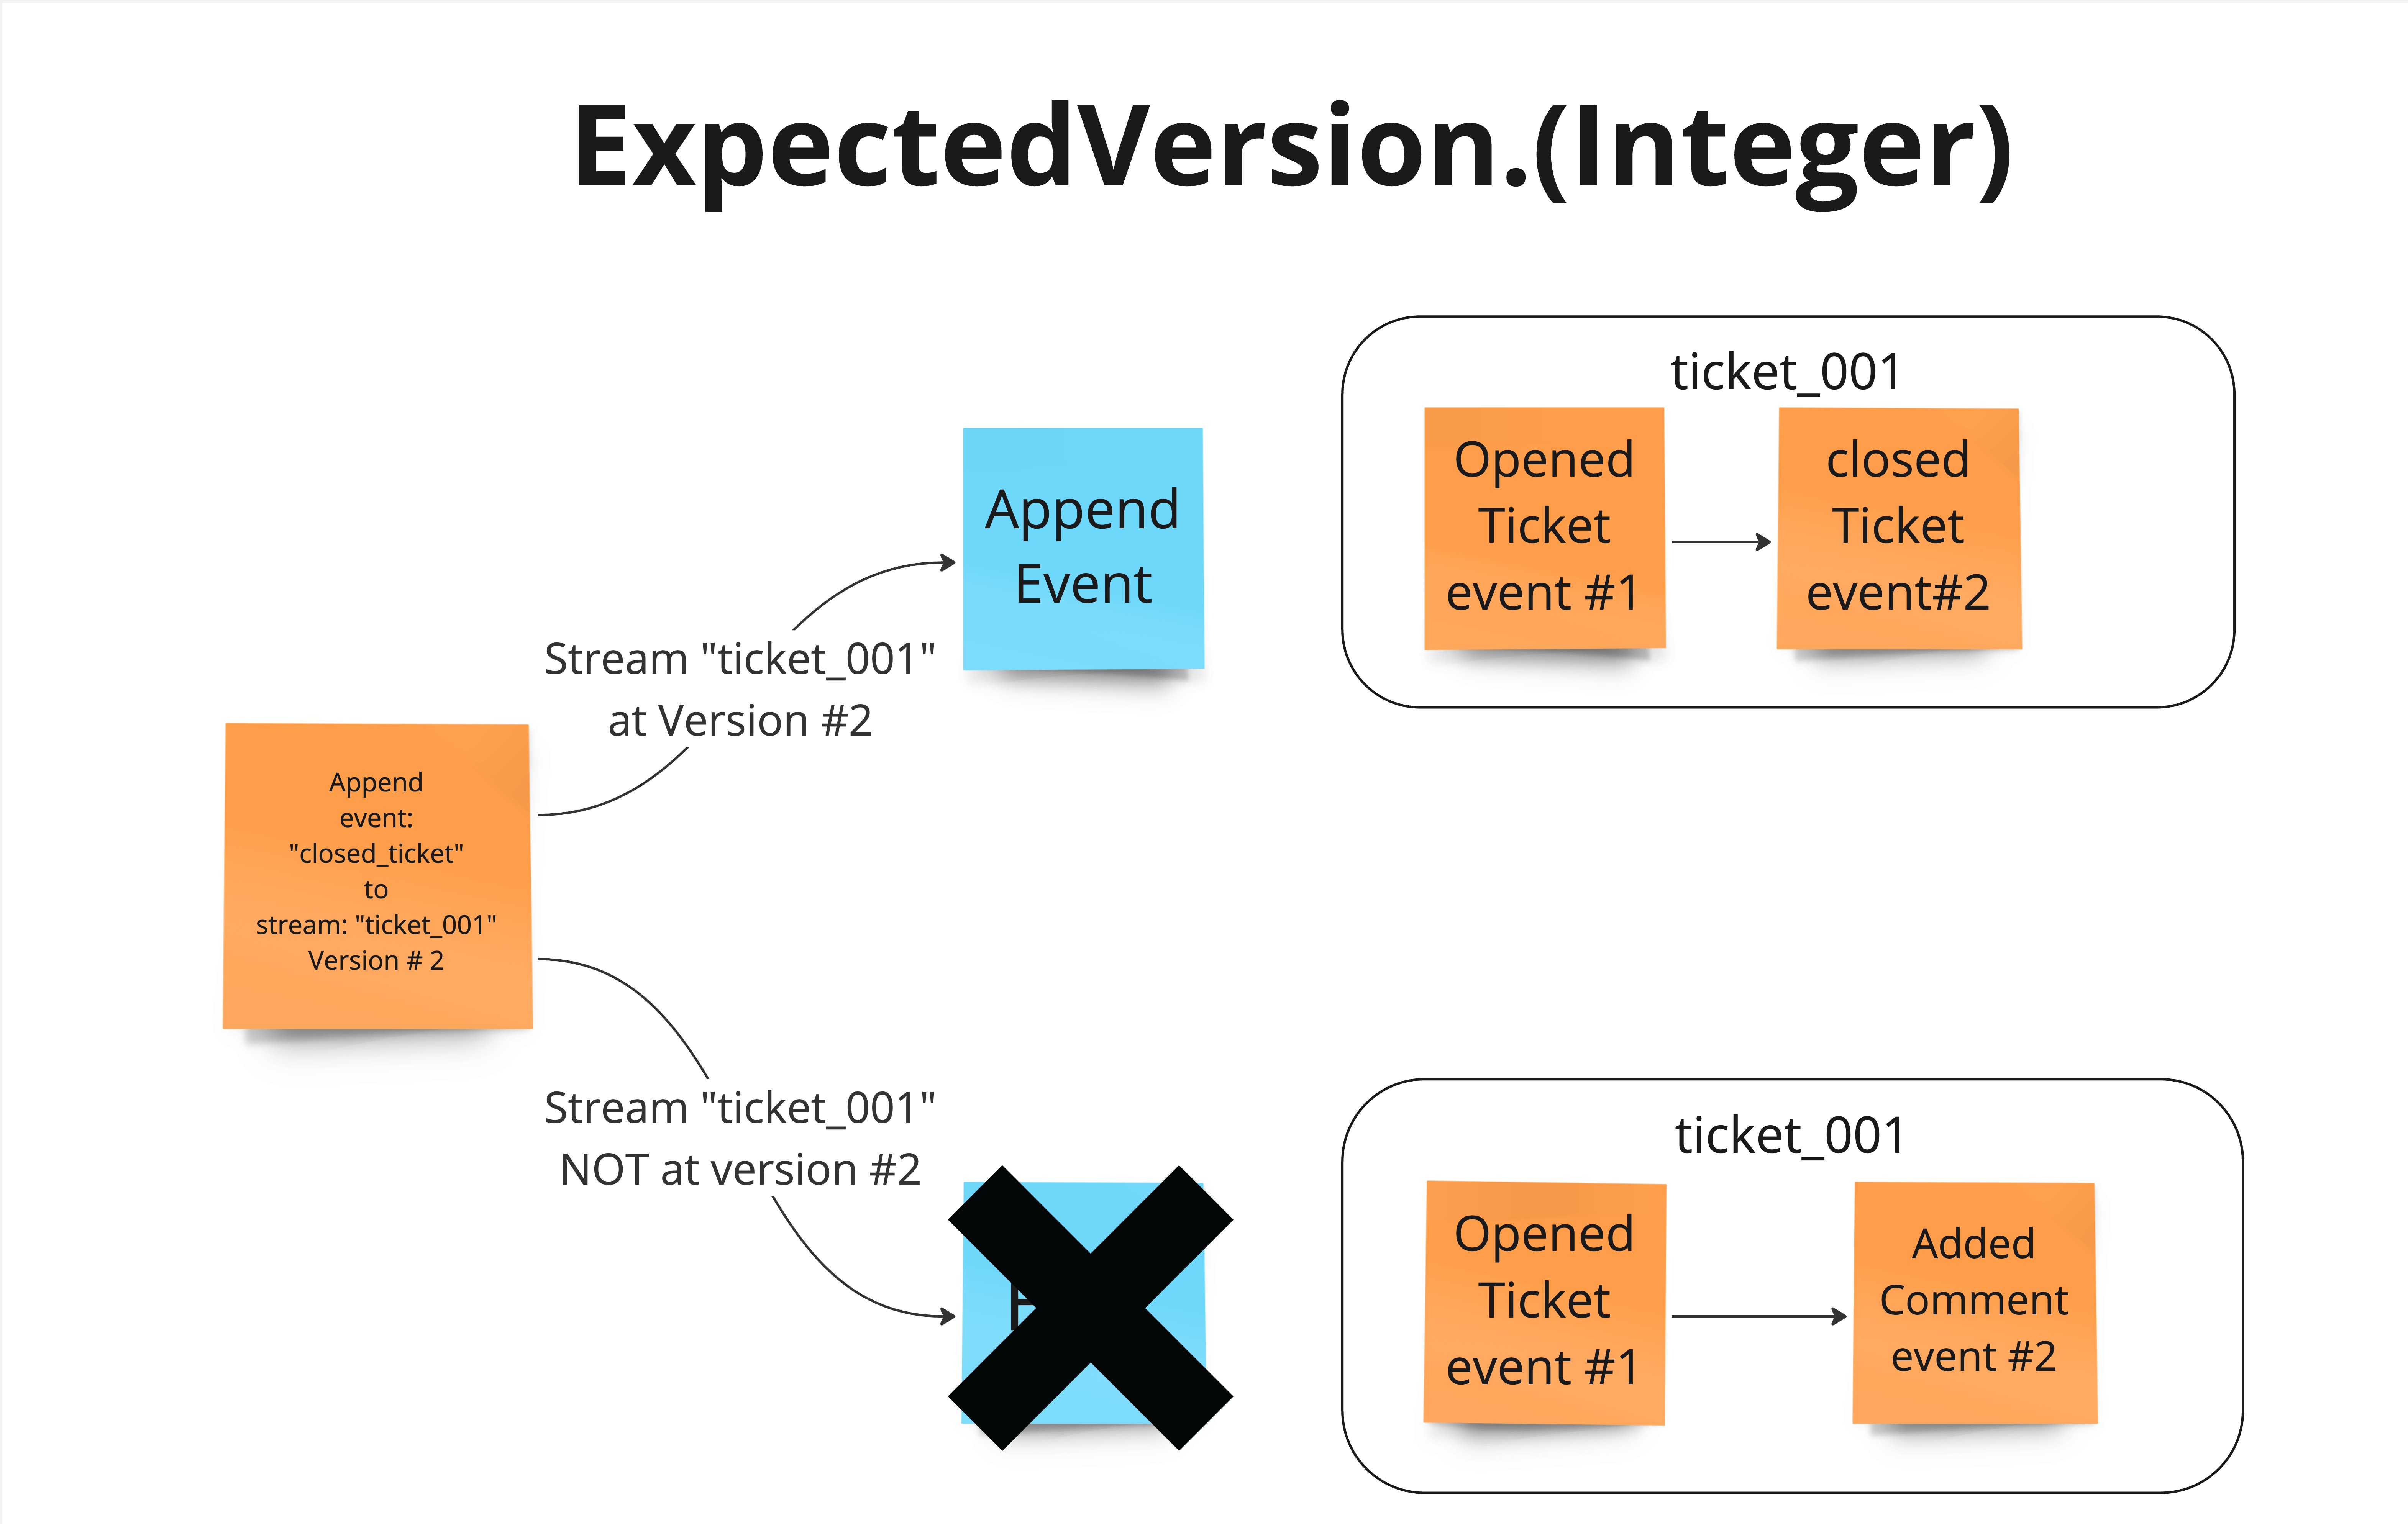 ExpectedVersion.(Integer)
ticket_001
Opened
Ticket
event #1
closed
Ticket
event#2
Append
Event
Stream "ticket_001"
at Version #2
Append
event:
"closed_ticket"
to
stream: "ticket_001"
Version # 2
Stream "ticket_001"
NOT at version #2
ticket_001
Opened
Ticket
event #1
Added
Comment
event #2